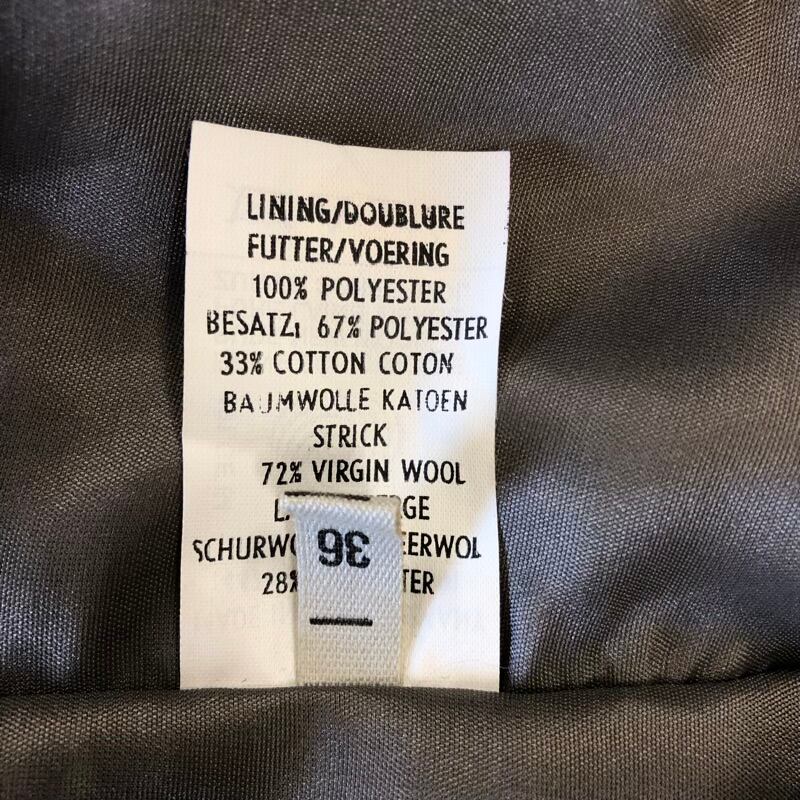 LINING/DOUBLURE
FUTTER/VOERING
100% POLYESTER
BESATZ: 67% POLYESTER
33% COTTON COTON
BAUMWOLLE KATOEN
STRICK
72% VIRGIN WOOL
28%
36